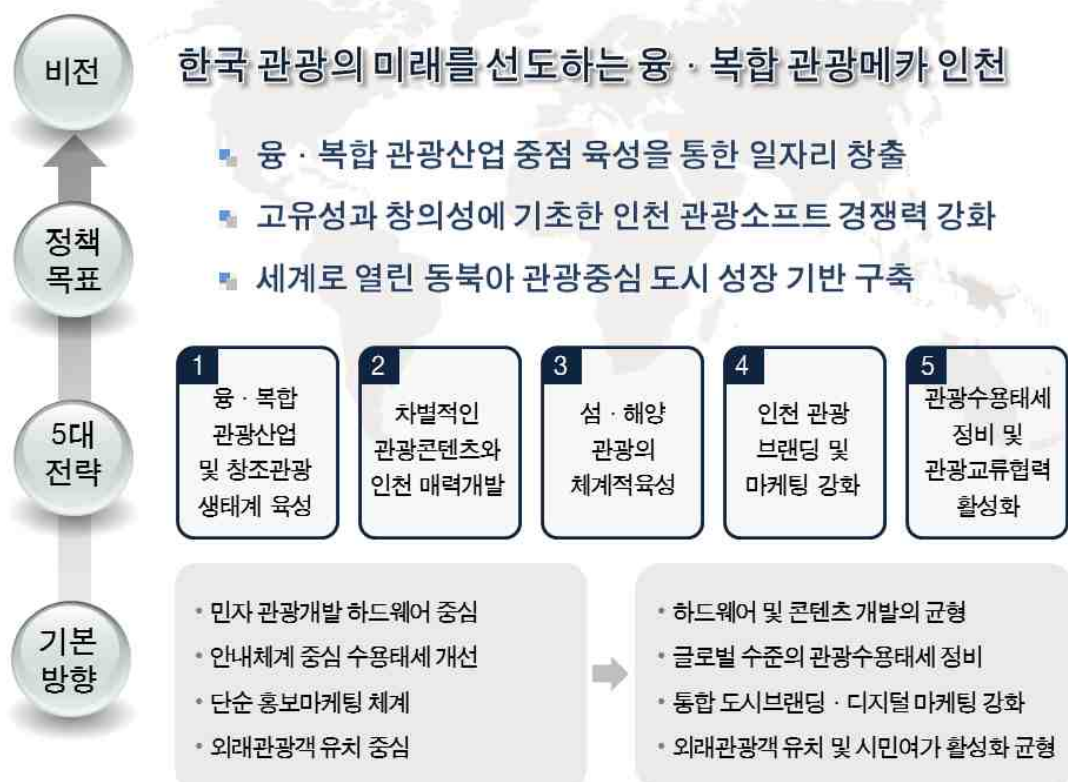 비전
한국 관광의 미래를 선도하는 융 · 복합 관광메카 인천
정책
목표
융 · 복합 관광산업 중점 육성을 통한 일자리 창출
고유성과 창의성에 기초한 인천 관광소프트 경쟁력 강화
세계로 열린 동북아 관광중심 도시 성장 기반 구축
5대
전략
1
융 · 복합
관광산업
및 창조관광
생태계 육성
2
차별적인
관광콘텐츠와
인천 매력개발
3
섬 · 해양
관광의
체계적육성
4
인천 관광
브랜딩 및
마케팅 강화
5
관광수용태세
정비 및
관광교류협력
활성화
기본
방향
• 민자 관광개발 하드웨어 중심
• 안내체계 중심 수용태세 개선
• 단순 홍보마케팅 체계
• 외래관광객 유치 중심
• 하드웨어 및 콘텐츠 개발의 균형
• 글로벌 수준의 관광수용태세 정비
• 통합 도시브랜딩 · 디지털 마케팅 강화
• 외래관광객 유치 및 시민여가 활성화 균형